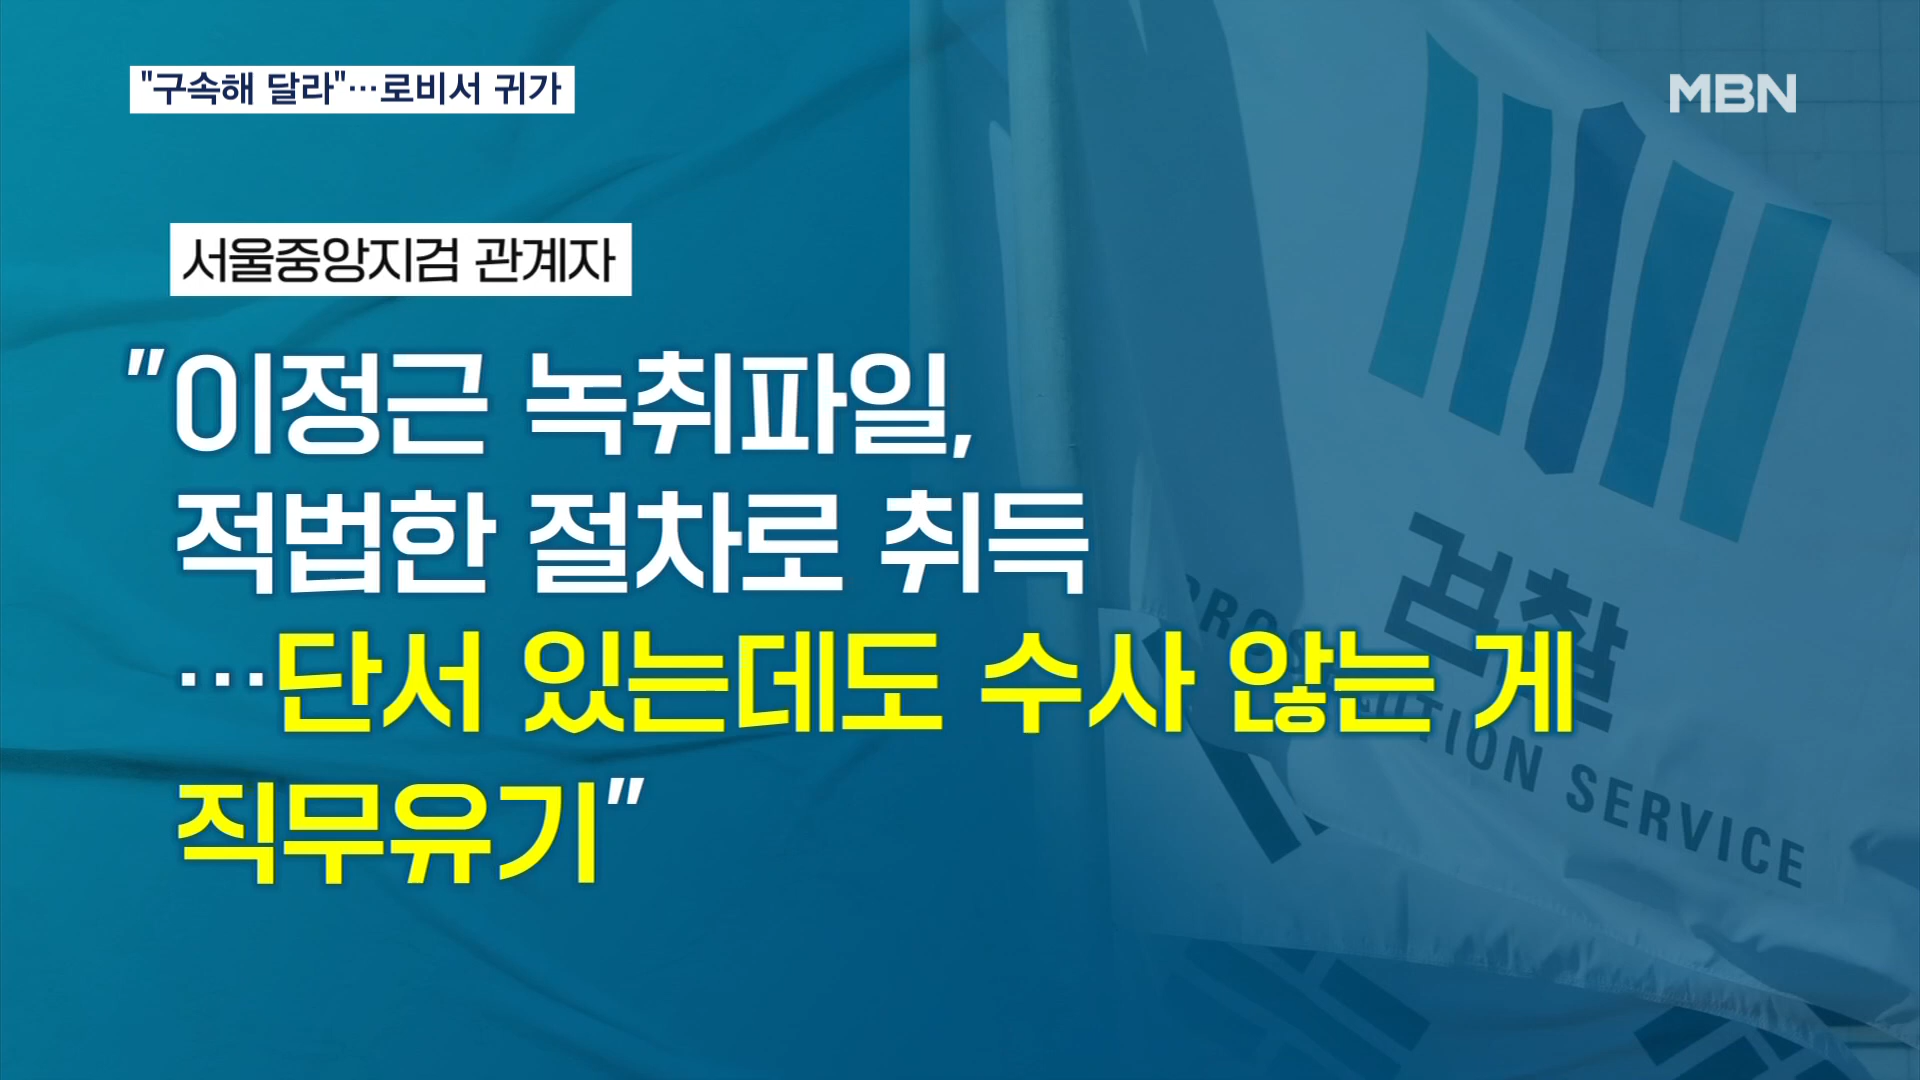 "구속해 달라"…로비서 귀가
MBN
서울중앙지검 관계자
"이정근 녹취파일,
적법한 절차로 취득
…단서 있는데도 수사 않는 게
직무유기"
검찰
PROSECUTION SERVICE